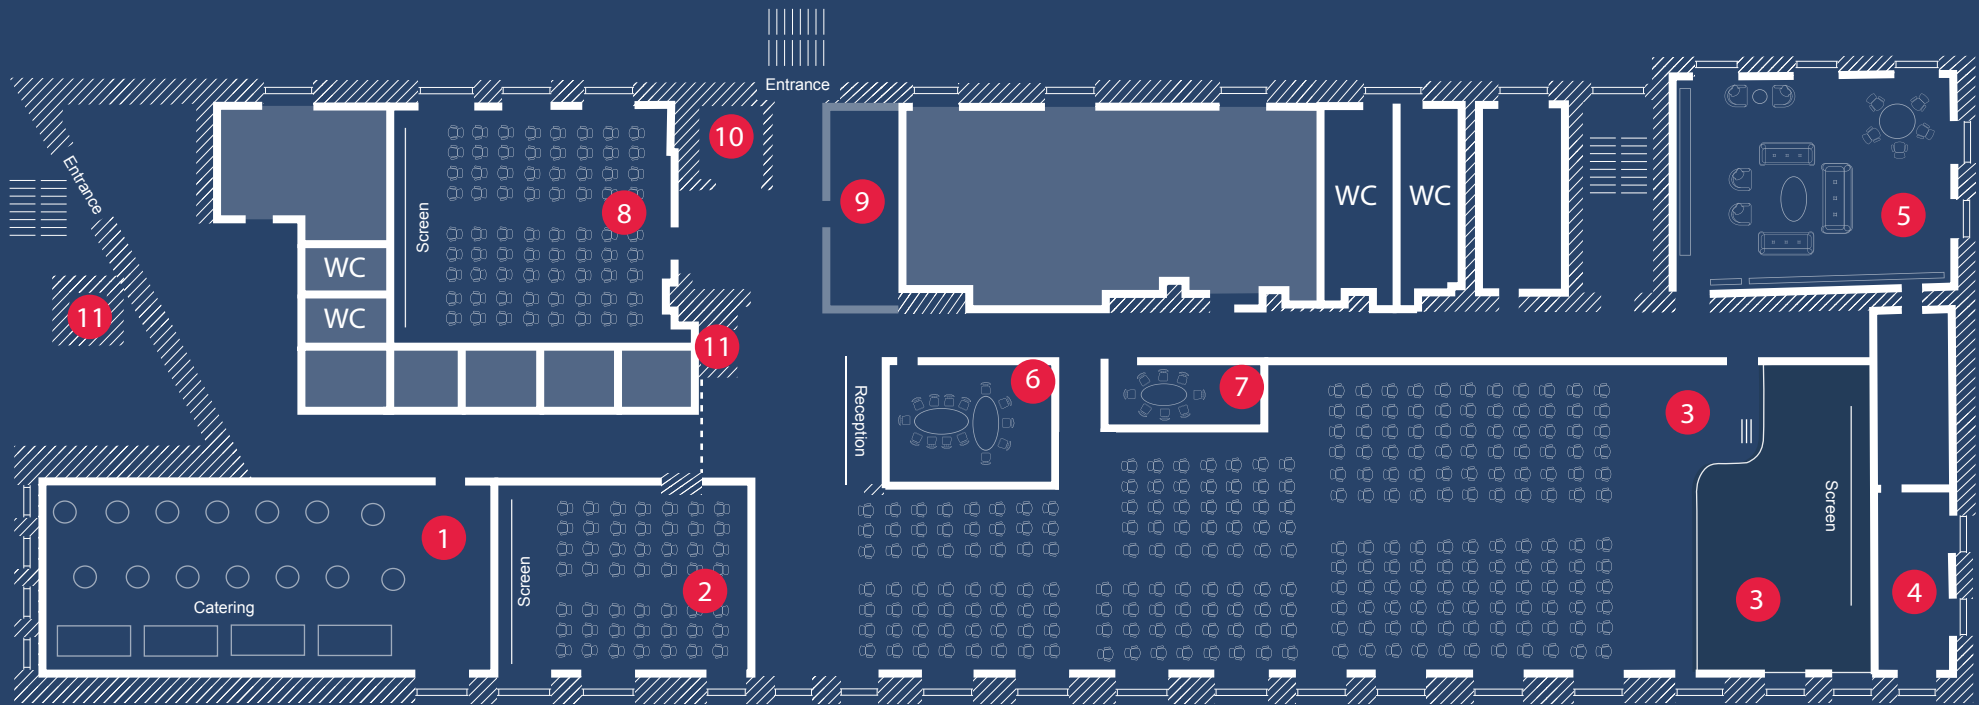 Entrance
10
Entrance
8
Screen
9
WC
WC
5
WC
WC
11
11
Reception
6
7
3
1
Screen
2
Catering
Screen
3
4